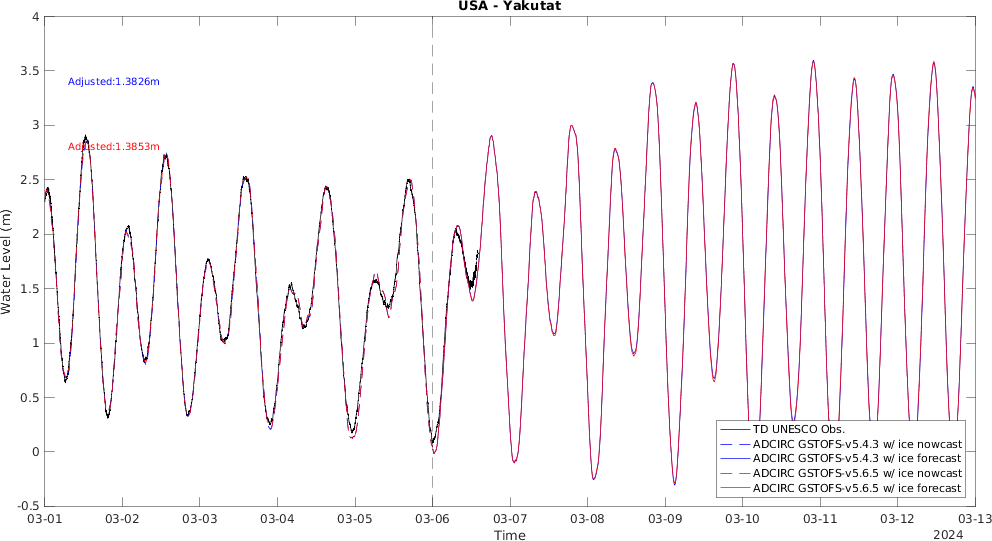 USA - Yakutat
4
3.5
3
2.5
2
1.5
1
0.5
0
-0.5
Water Level (m)
Adjusted:1.3826m
Adjusted:1.3853m
TD UNESCO Obs.
ADCIRC GSTOFS-v5.4.3 w/ ice nowcast
ADCIRC GSTOFS-v5.4.3 w/ ice forecast
ADCIRC GSTOFS-v5.6.5 w/ ice nowcast
ADCIRC GSTOFS-v5.6.5 w/ ice forecast
03-01 03-02 03-03 03-04 03-05 03-06 03-07 03-08 03-09 03-10 03-11 03-12 03-13
Time
2024